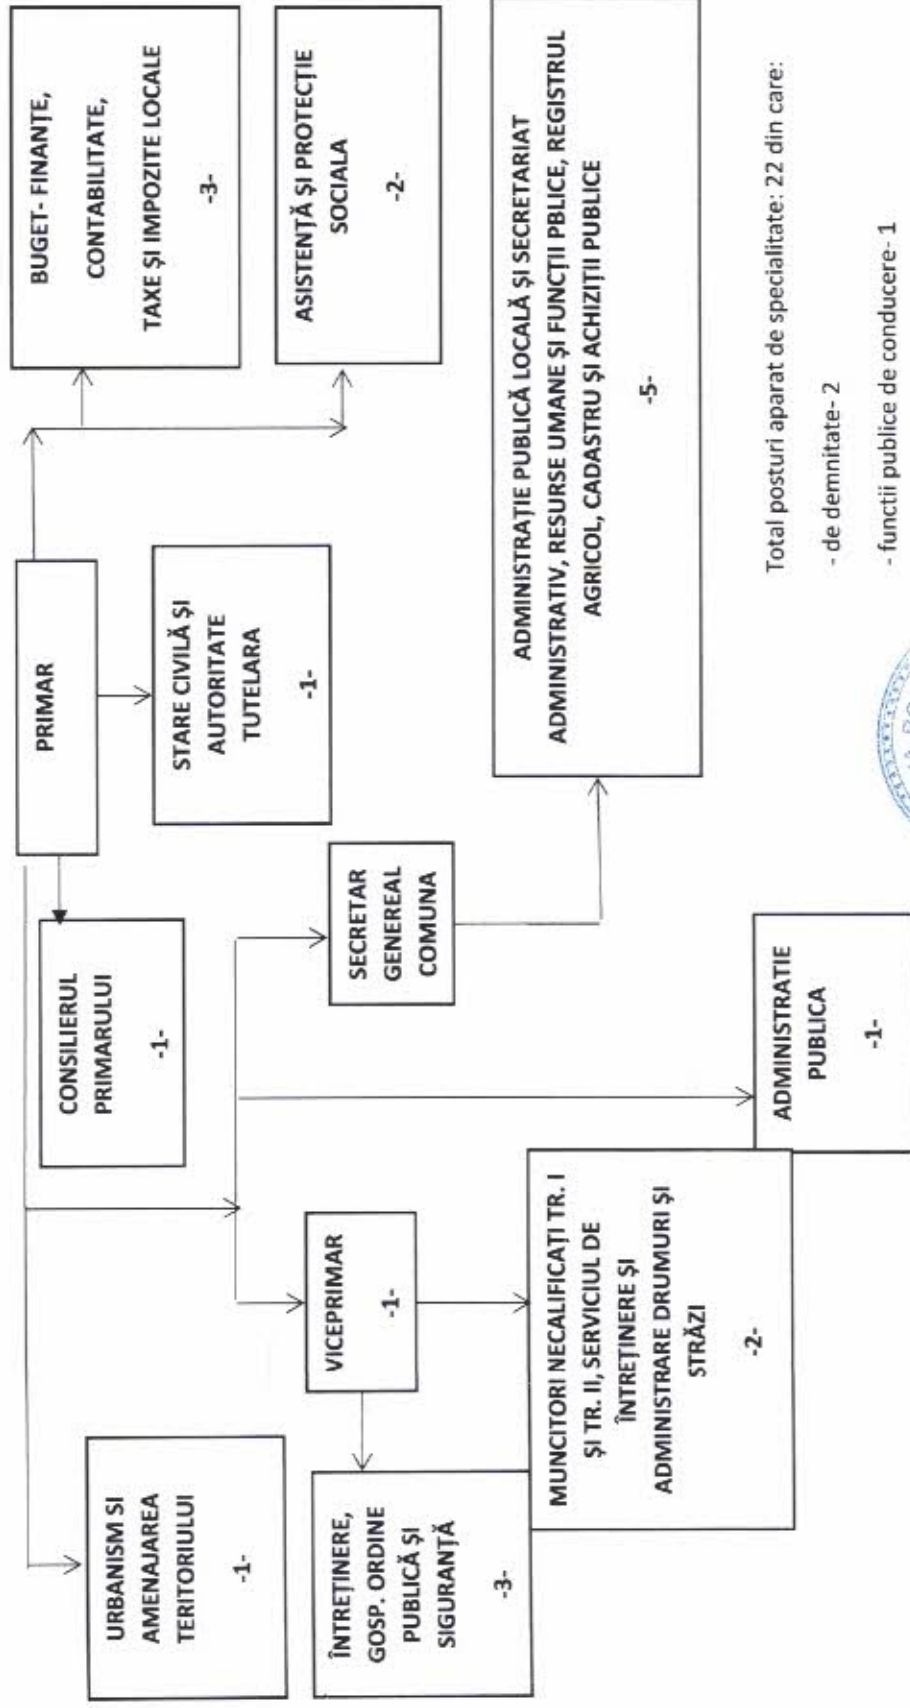 PRIMAR
BUGET- FINANȚE,
CONTABILITATE,
TAXE ȘI IMPOZITE LOCALE
-3-
CONSILIERUL
PRIMARULUI
-1-
URBANISM SI
AMENAJAREA
TERITORIULUI
-1-
STARE CIVILĂ ȘI
AUTORITATE
TUTELARA
-1-
ASISTENȚĂ ȘI PROTECȚIE
SOCIALA
-2-
VICEPRIMAR
-1-
SECRETAR
GENEREAL
COMUNA
ÎNTREȚINERE,
GOSP. ORDINE
PUBLICĂ ȘI
SIGURANȚĂ
-3-
ADMINISTRAȚIE PUBLICĂ LOCALĂ ȘI SECRETARIAT
ADMINISTRATIV, RESURSE UMANE ȘI FUNCȚII PBLICE, REGISTRUL
AGRICOL, CADASTRU ȘI ACHIZIȚII PUBLICE
-5-
MUNCITORI NECALIFICAȚI TR. I
ȘI TR. II, SERVICIUL DE
ÎNTREȚINERE ȘI
ADMINISTRARE DRUMURI ȘI
STRĂZI
-2-
ADMINISTRATIE
PUBLICA
-1-
Total posturi aparat de specialitate: 22 din care:
- de demnitate- 2
- functii publice de conducere- 1